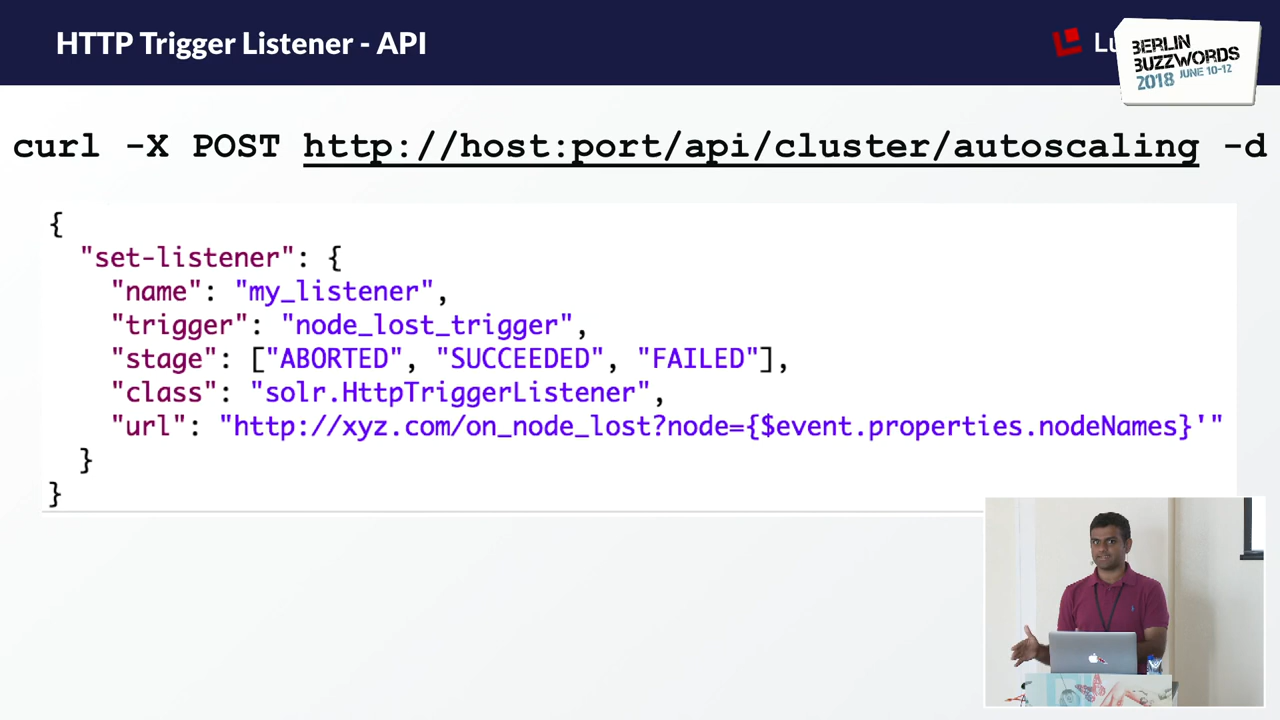 HTTP Trigger Listener - API
BERLIN
BUZZWORDS
2018 JUNE 10-12
curl -X POST http://host:port/api/cluster/autoscaling -d
{
"set-listener": {
"name": "my_listener",
"trigger": "node_lost_trigger",
"stage": ["ABORTED", "SUCCEEDED", "FAILED"],
"class": "solr.HttpTriggerListener",
"url": "http://xyz.com/on_node_lost?node={$event.properties.nodeNames}'"
}
}